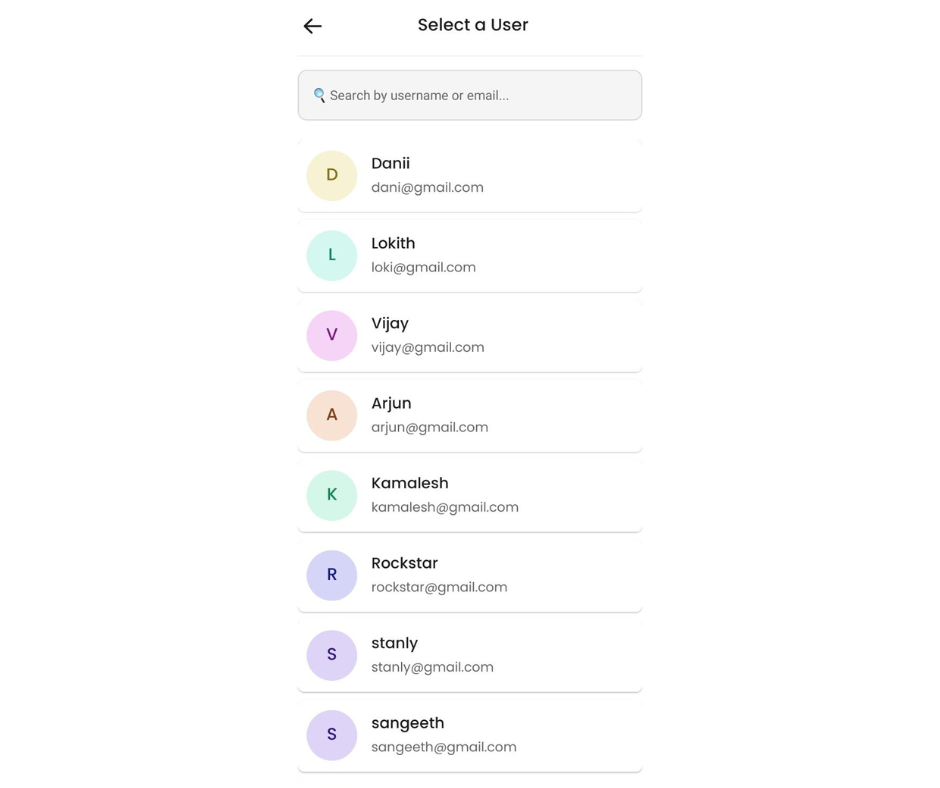 Select a User
🔍 Search by username or email...
D
Danii
dani@gmail.com
L
Lokith
loki@gmail.com
V
Vijay
vijay@gmail.com
A
Arjun
arjun@gmail.com
K
Kamalesh
kamalesh@gmail.com
R
Rockstar
rockstar@gmail.com
S
stanly
stanly@gmail.com
S
sangeeth
sangeeth@gmail.com